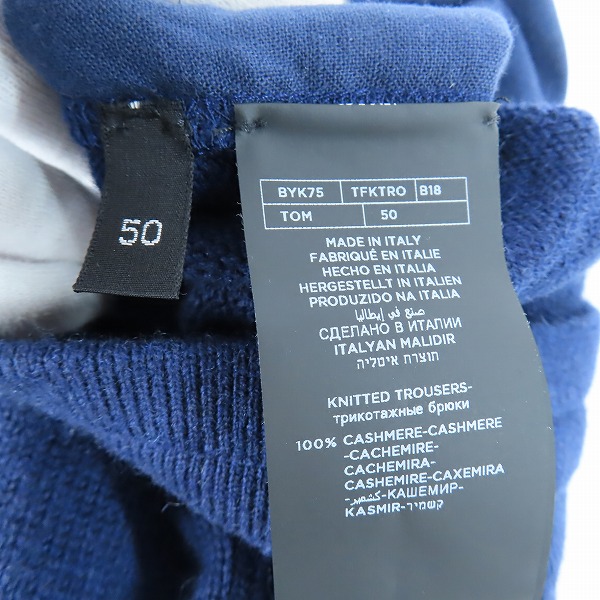 50
BYK75 TFKTRO B18
TOM 50
MADE IN ITALY
FABRIQUÉ EN ITALIE
HECHO EN ITALIA
HERGESTELLT IN ITALIEN
PRODUZIDO NA ITALIA
صنع في إيطاليا
СДЕЛАНО В ИТАЛИИ
ITALYAN MALIDIR
תוצרת איטליה
KNITTED TROUSERS-
трикотажные брюки
100% CASHMERE-CASHMERE
-CACHEMIRE-
CACHEMIRA-
CASHEMIRE-CAXEMIRA
-كشمير-КАШЕМИР-
KASMIR-קשמיר